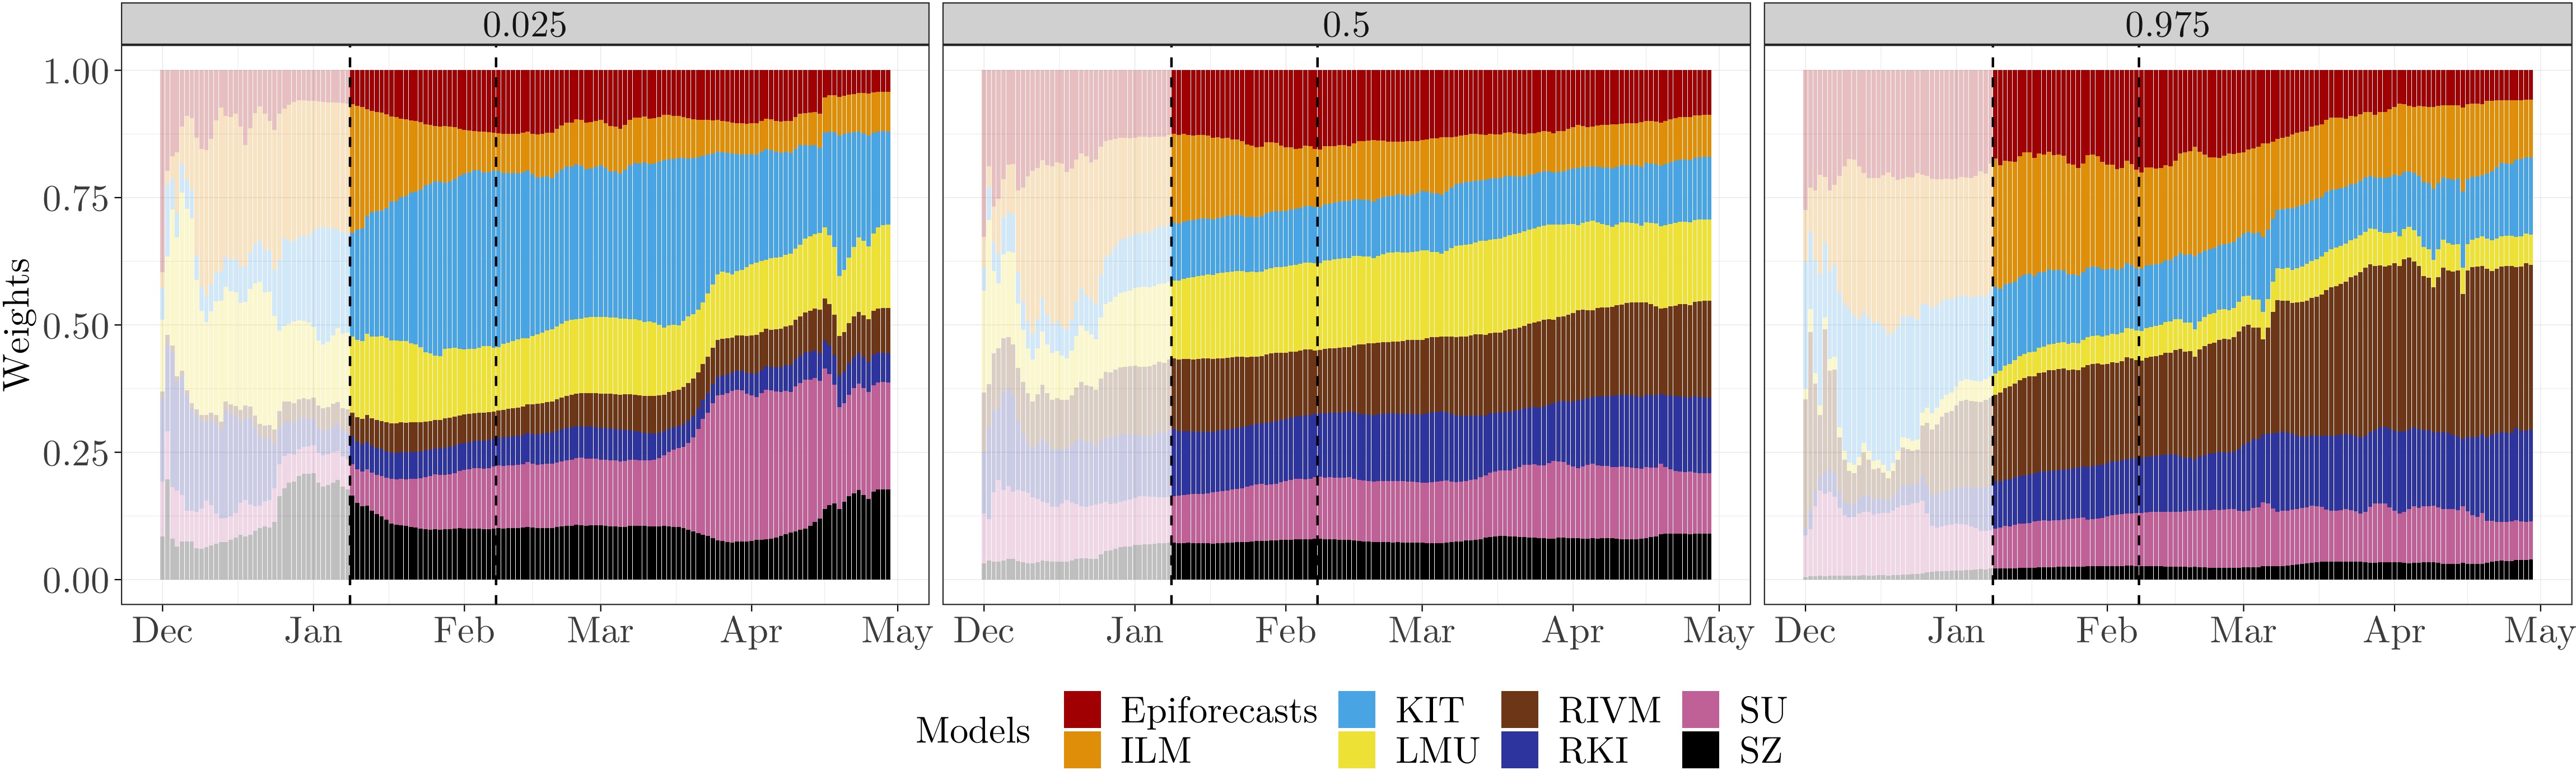 0.025 0.5 0.975
Weights
1.00
0.75
0.50
0.25
0.00
Dec Jan Feb Mar Apr May Dec Jan Feb Mar Apr May Dec Jan Feb Mar Apr May
Models
Epiforecasts KIT RIVM SU
ILM LMU RKI SZ